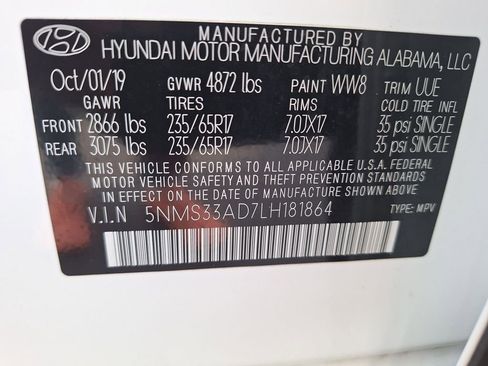 MANUFACTURED BY
HYUNDAI MOTOR MANUFACTURING ALABAMA, LLC
Oct/01/19 GVWR 4872 lbs PAINT WW8 TRIM UUE
GAWR TIRES RIMS COLD TIRE INFL
FRONT 2866 lbs 235/65R17 7.0JX17 35 psi SINGLE
REAR 3075 lbs 235/65R17 7.0JX17 35 psi SINGLE
THIS VEHICLE CONFORMS TO ALL APPLICABLE U.S.A. FEDERAL
MOTOR VEHICLE SAFETY AND THEFT PREVENTION STANDARDS
IN EFFECT ON THE DATE OF MANUFACTURE SHOWN ABOVE.
V.I.N 5NMS33AD7LH181864 TYPE: MPV